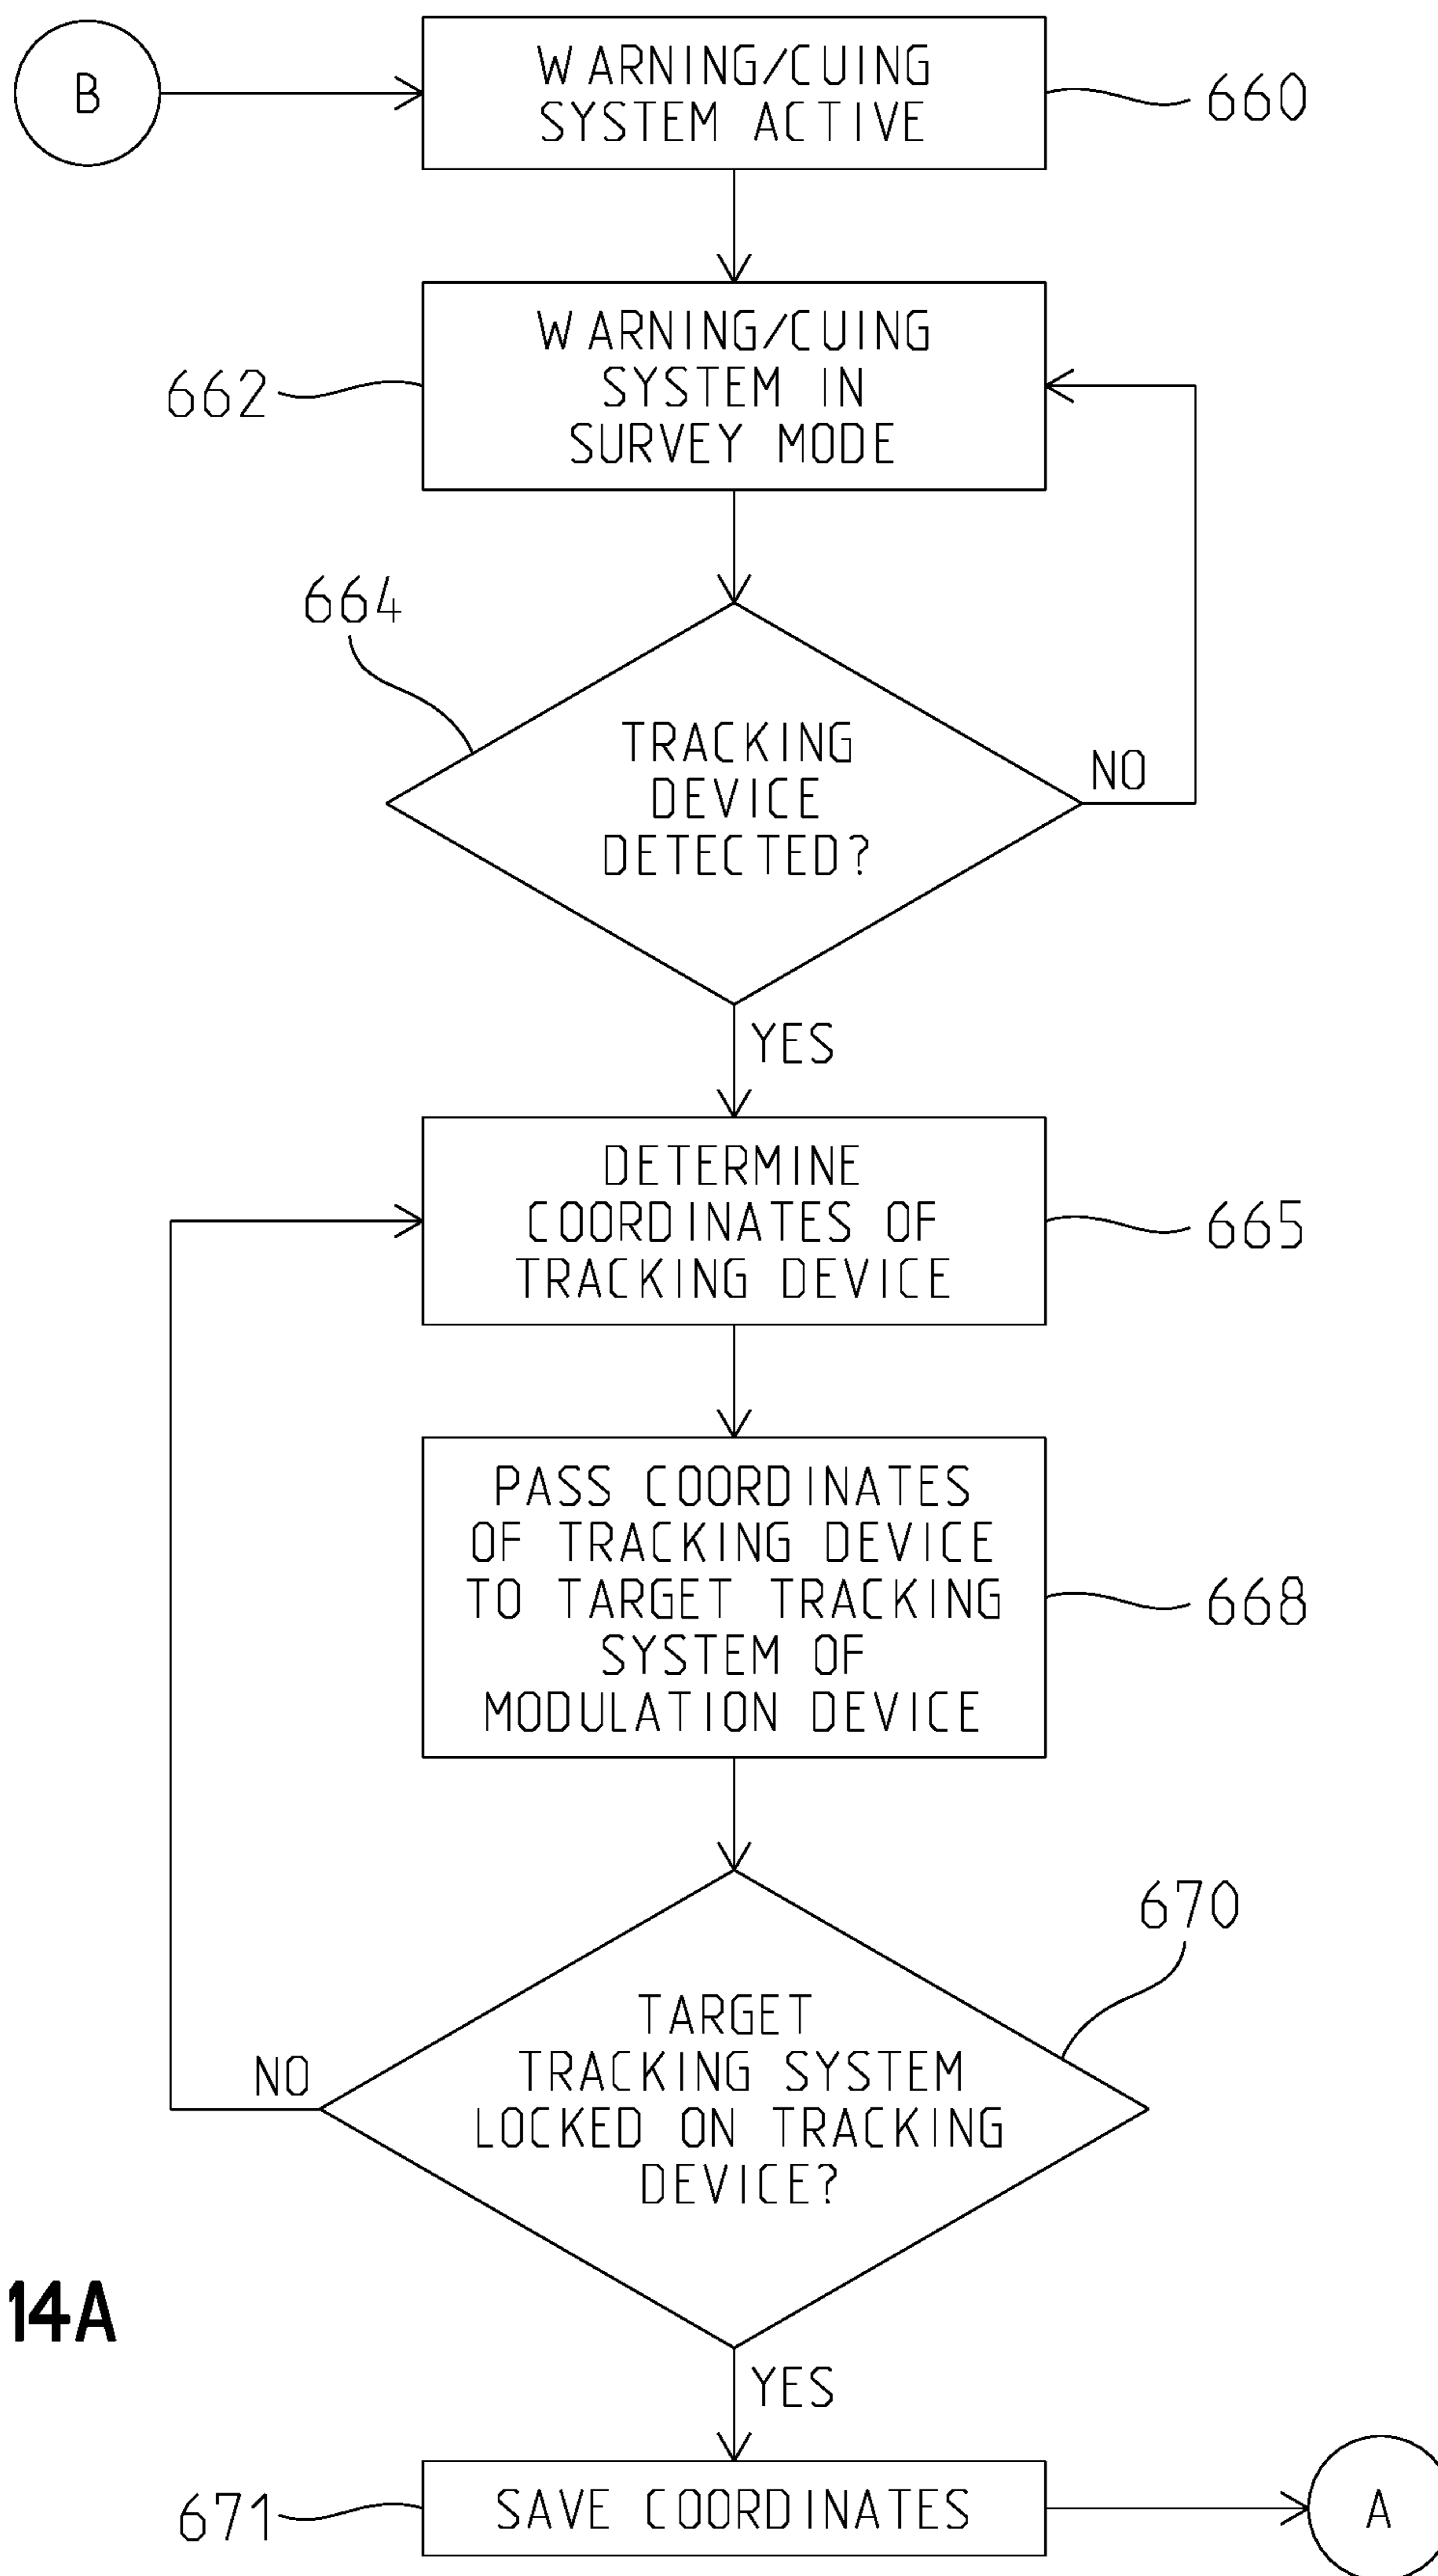 B
WARNING/CUING
SYSTEM ACTIVE
660
WARNING/CUING
SYSTEM IN
SURVEY MODE
662
664
TRACKING
DEVICE
DETECTED?
NO
YES
DETERMINE
COORDINATES OF
TRACKING DEVICE
665
PASS COORDINATES
OF TRACKING DEVICE
TO TARGET TRACKING
SYSTEM OF
MODULATION DEVICE
668
670
TARGET
TRACKING SYSTEM
LOCKED ON TRACKING
DEVICE?
NO
14A
YES
671
SAVE COORDINATES
A